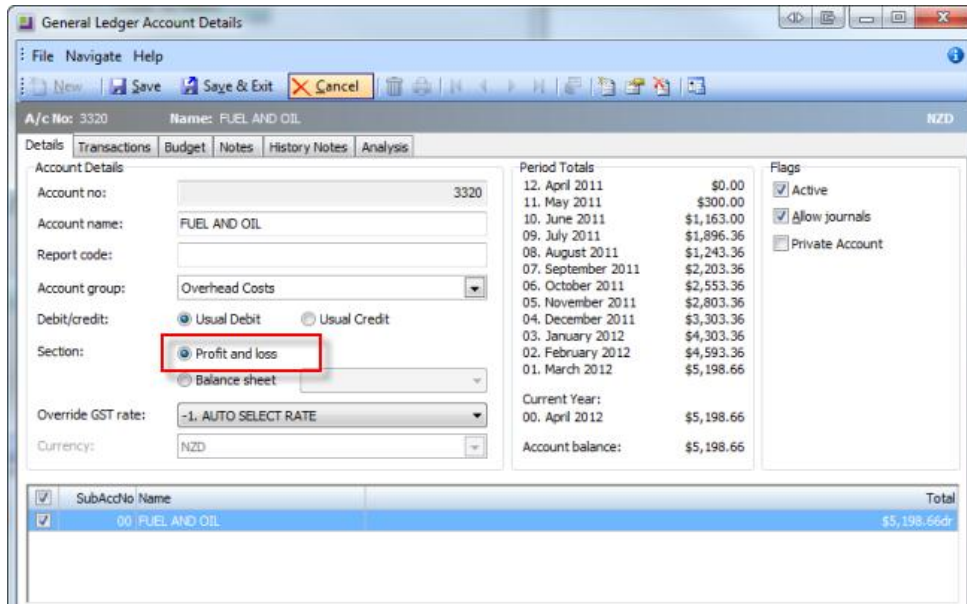 General Ledger Account Details
File Navigate Help
New Save Save & Exit Cancel
A/c No: 3320 Name: FUEL AND OIL NZD
Details Transactions Budget Notes History Notes Analysis
Account Details
Account no: 3320
Account name: FUEL AND OIL
Report code:
Account group: Overhead Costs
Debit/credit: Usual Debit Usual Credit
Section: Profit and loss
Balance sheet
Override GST rate: -1. AUTO SELECT RATE
Currency: NZD
Period Totals
12. April 2011 $0.00
11. May 2011 $300.00
10. June 2011 $1,163.00
09. July 2011 $1,896.36
08. August 2011 $1,243.36
07. September 2011 $2,203.36
06. October 2011 $2,553.36
05. November 2011 $2,803.36
04. December 2011 $3,303.36
03. January 2012 $4,303.36
02. February 2012 $4,593.36
01. March 2012 $5,198.66
Current Year:
00. April 2012 $5,198.66
Account balance: $5,198.66
Flags
Active
Allow journals
Private Account
SubAccNo Name Total
00 FUEL AND OIL $5,198.66dr